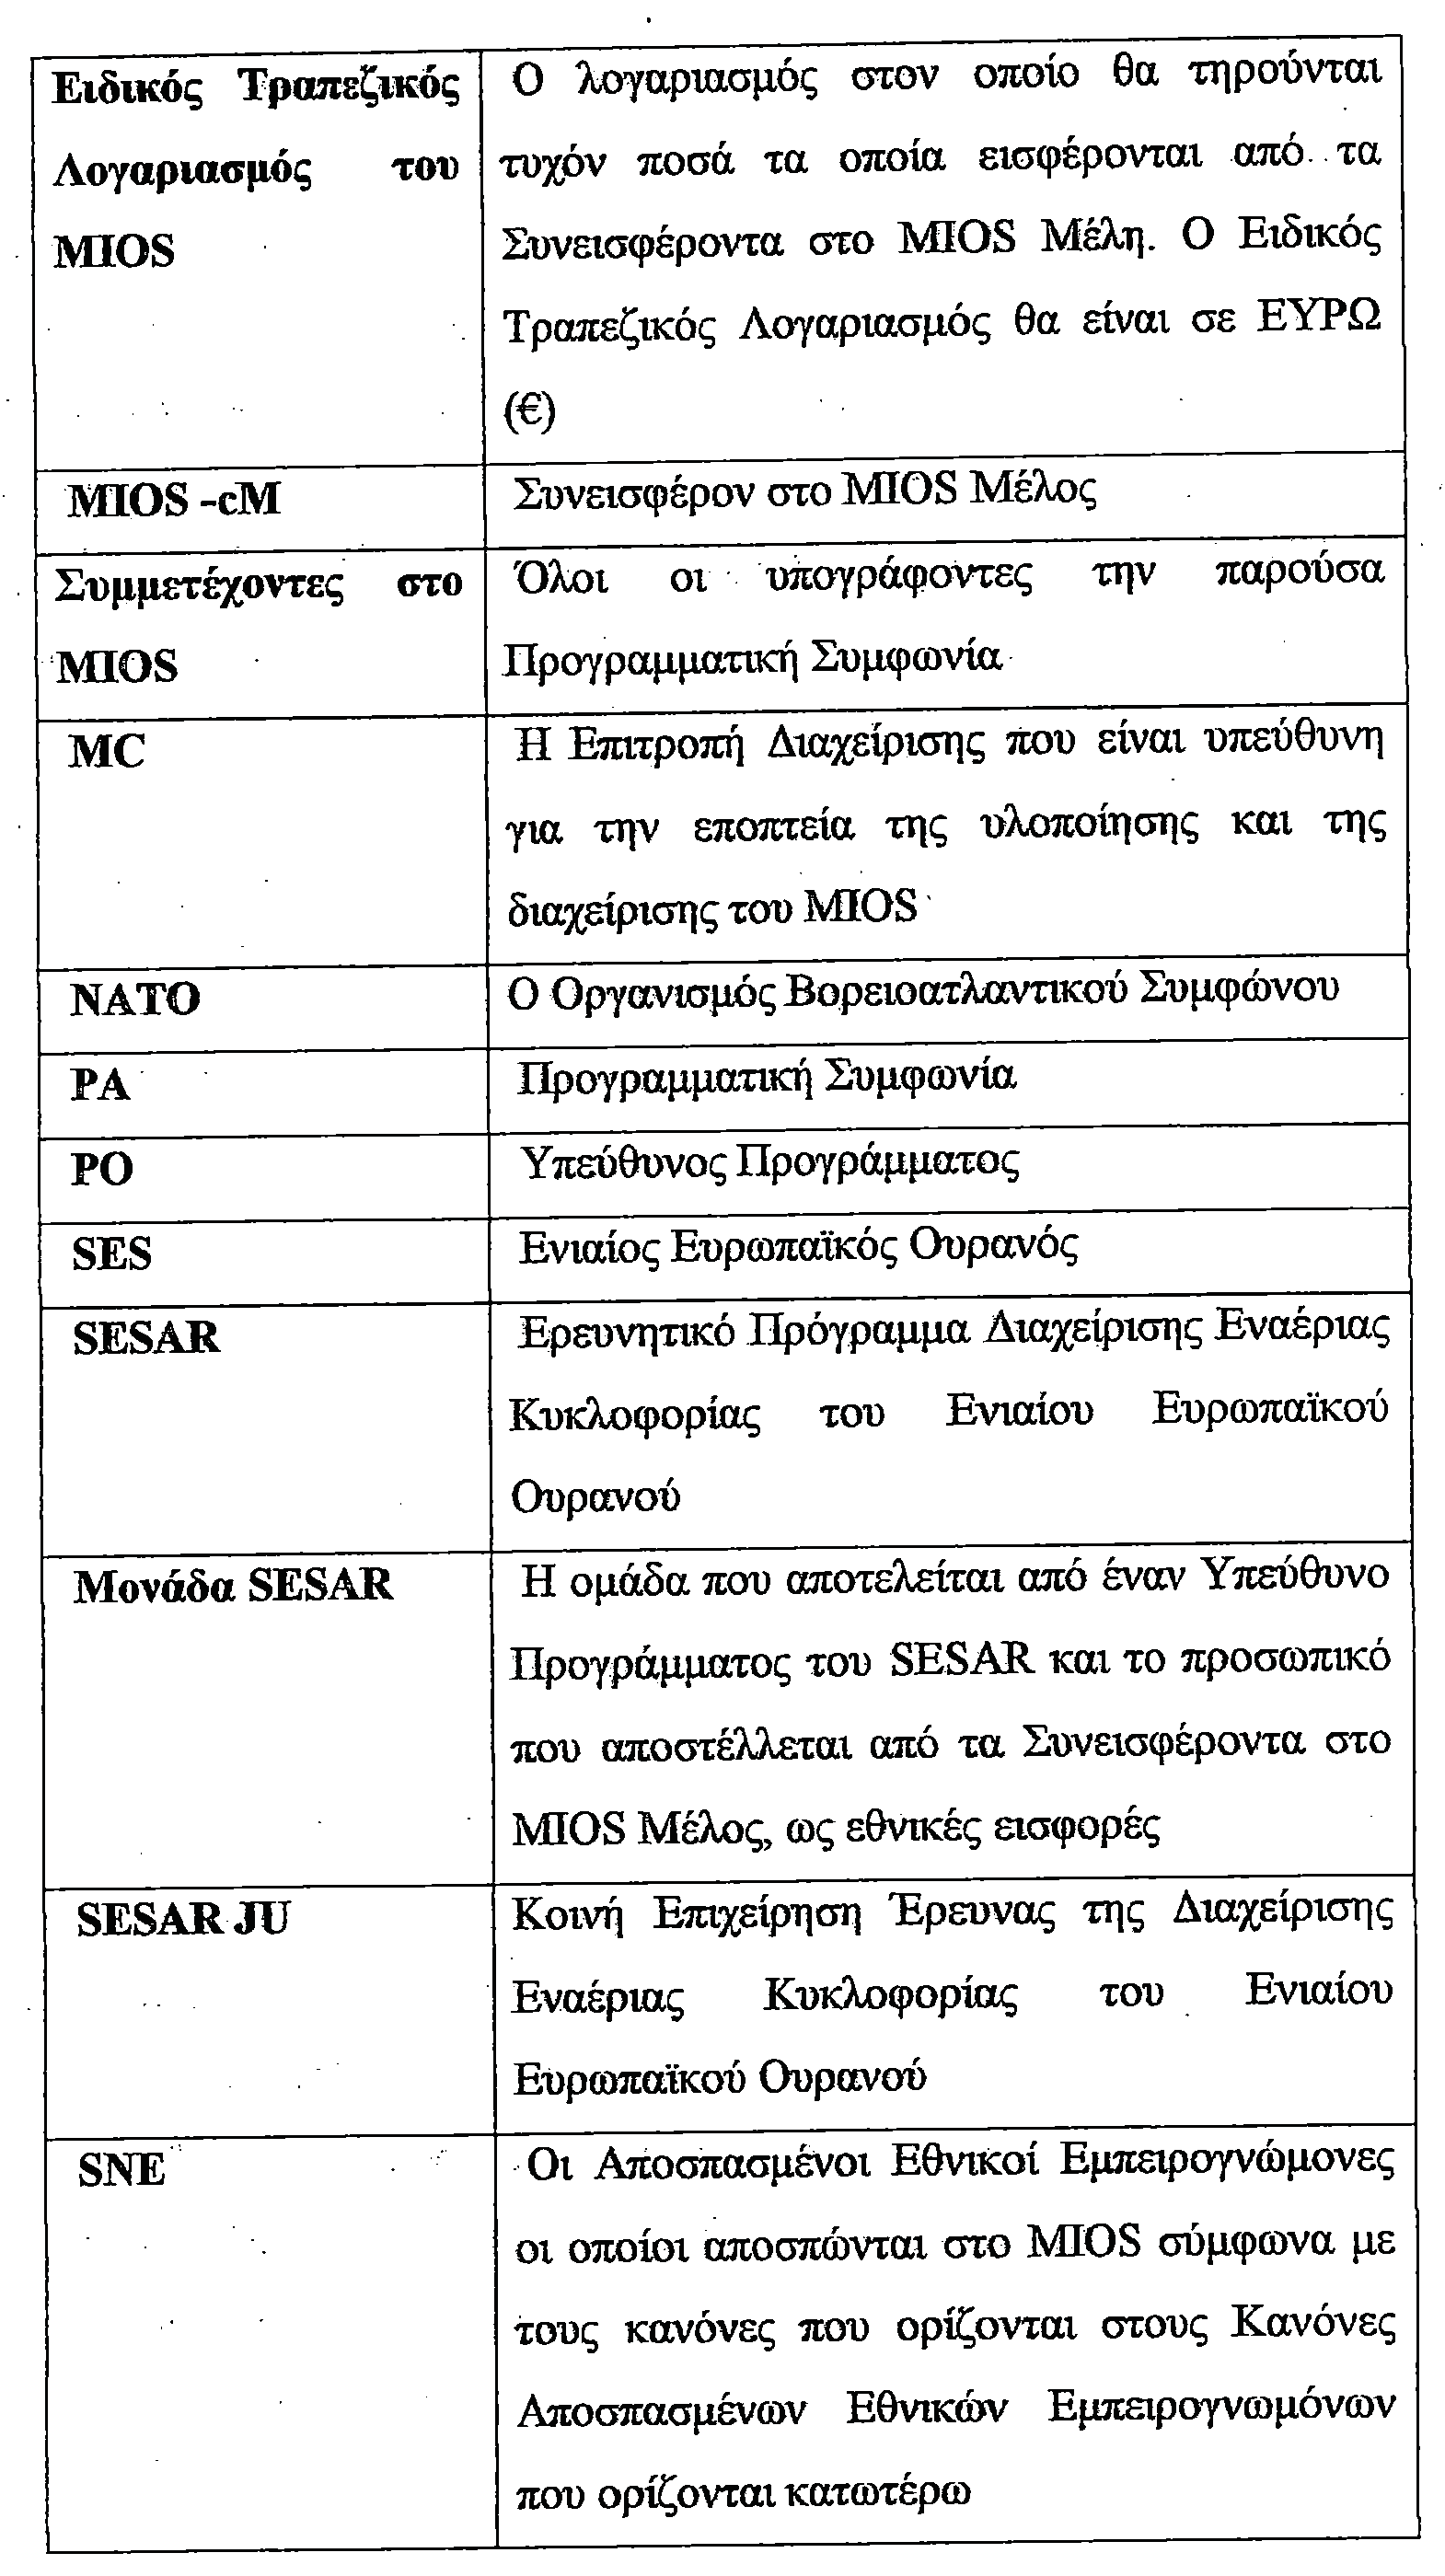 Ειδικός Τραπεζικός
Λογαριασμός του
MIOS
Ο λογαριασμός στον οποίο θα τηρούνται
τυχόν ποσά τα οποία εισφέρονται από τα
Συνεισφέροντα στο MIOS Μέλη. Ο Ειδικός
Τραπεζικός Λογαριασμός θα είναι σε ΕΥΡΩ
(€)
MIOS -cM
Συνεισφέρον στο MIOS Μέλος
Συμμετέχοντες στο
MIOS
Όλοι οι υπογράφοντες την παρούσα
Προγραμματική Συμφωνία
MC
Η Επιτροπή Διαχείρισης που είναι υπεύθυνη
για την εποπτεία της υλοποίησης και της
διαχείρισης του MIOS
NATO
Ο Οργανισμός Βορειοατλαντικού Συμφώνου
PA
Προγραμματική Συμφωνία
PO
Υπεύθυνος Προγράμματος
SES
Ενιαίος Ευρωπαϊκός Ουρανός
SESAR
Ερευνητικό Πρόγραμμα Διαχείρισης Εναέριας
Κυκλοφορίας του Ενιαίου Ευρωπαϊκού
Ουρανού
Μονάδα SESAR
Η ομάδα που αποτελείται από έναν Υπεύθυνο
Προγράμματος του SESAR και το προσωπικό
που αποστέλλεται από τα Συνεισφέροντα στο
MIOS Μέλος, ως εθνικές εισφορές
SESAR JU
Κοινή Επιχείρηση Έρευνας της Διαχείρισης
Εναέριας Κυκλοφορίας του Ενιαίου
Ευρωπαϊκού Ουρανού
SNE
Οι Αποσπασμένοι Εθνικοί Εμπειρογνώμονες
οι οποίοι αποσπώνται στο MIOS σύμφωνα με
τους κανόνες που ορίζονται στους Κανόνες
Αποσπασμένων Εθνικών Εμπειρογνωμόνων
που ορίζονται κατωτέρω